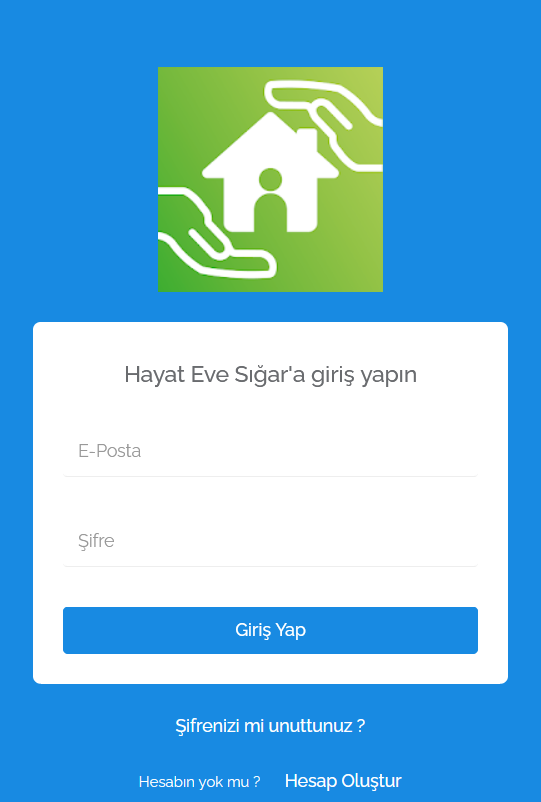 Hayat Eve Sığar'a giriş yapın
E-Posta
Şifre
Giriş Yap
Şifrenizi mi unuttunuz ?
Hesabın yok mu ? Hesap Oluştur